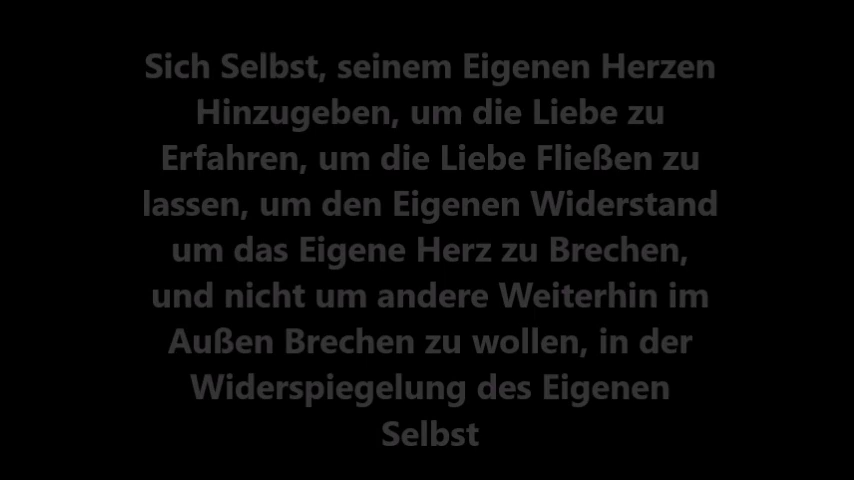 Sich Selbst, seinem Eigenen Herzen
Hinzugeben, um die Liebe zu
Erfahren, um die Liebe Fließen zu
lassen, um den Eigenen Widerstand
um das Eigene Herz zu Brechen,
und nicht um andere Weiterhin im
Außen Brechen zu wollen, in der
Widerspiegelung des Eigenen
Selbst